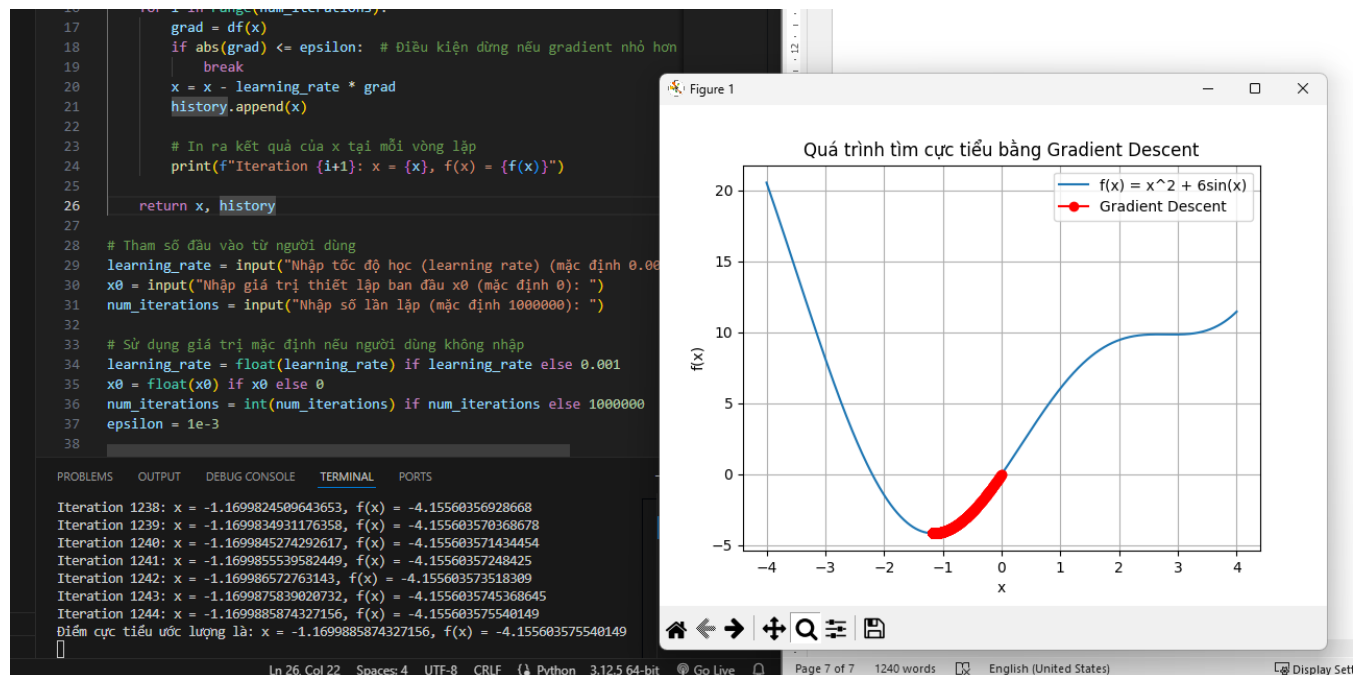 16 for i in range(num_iterations):
17 grad = df(x)
18 if abs(grad) <= epsilon: # Điều kiện dừng nếu gradient nhỏ hơn
19 break
20 x = x - learning_rate * grad
21 history.append(x)
22
23 # In ra kết quả của x tại mỗi vòng lặp
24 print(f"Iteration {i+1}: x = {x}, f(x) = {f(x)}")
25
26 return x, history
27
28 # Tham số đầu vào từ người dùng
29 learning_rate = input("Nhập tốc độ học (learning rate) (mặc định 0.00
30 x0 = input("Nhập giá trị thiết lập ban đầu x0 (mặc định 0): ")
31 num_iterations = input("Nhập số lần lặp (mặc định 1000000): ")
32
33 # Sử dụng giá trị mặc định nếu người dùng không nhập
34 learning_rate = float(learning_rate) if learning_rate else 0.001
35 x0 = float(x0) if x0 else 0
36 num_iterations = int(num_iterations) if num_iterations else 1000000
37 epsilon = 1e-3
38
PROBLEMS OUTPUT DEBUG CONSOLE TERMINAL PORTS
Iteration 1238: x = -1.1699824509643653, f(x) = -4.15560356928668
Iteration 1239: x = -1.1699834931176358, f(x) = -4.155603570368678
Iteration 1240: x = -1.1699845274292617, f(x) = -4.155603571434454
Iteration 1241: x = -1.1699855539582449, f(x) = -4.15560357248425
Iteration 1242: x = -1.169986572763143, f(x) = -4.155603573518309
Iteration 1243: x = -1.1699875839020732, f(x) = -4.1556035745368645
Iteration 1244: x = -1.1699885874327156, f(x) = -4.155603575540149
Điểm cực tiểu ước lượng là: x = -1.1699885874327156, f(x) = -4.155603575540149
Ln 26, Col 22 Spaces: 4 UTF-8 CRLF Python 3.12.5 64-bit Go Live
12
Figure 1
Quá trình tìm cực tiểu bằng Gradient Descent
f(x) = x^2 + 6sin(x)
Gradient Descent
20
15
10
5
0
−5
f(x)
−4 −3 −2 −1 0 1 2 3 4
x
Page 7 of 7 1240 words English (United States) Display Sett